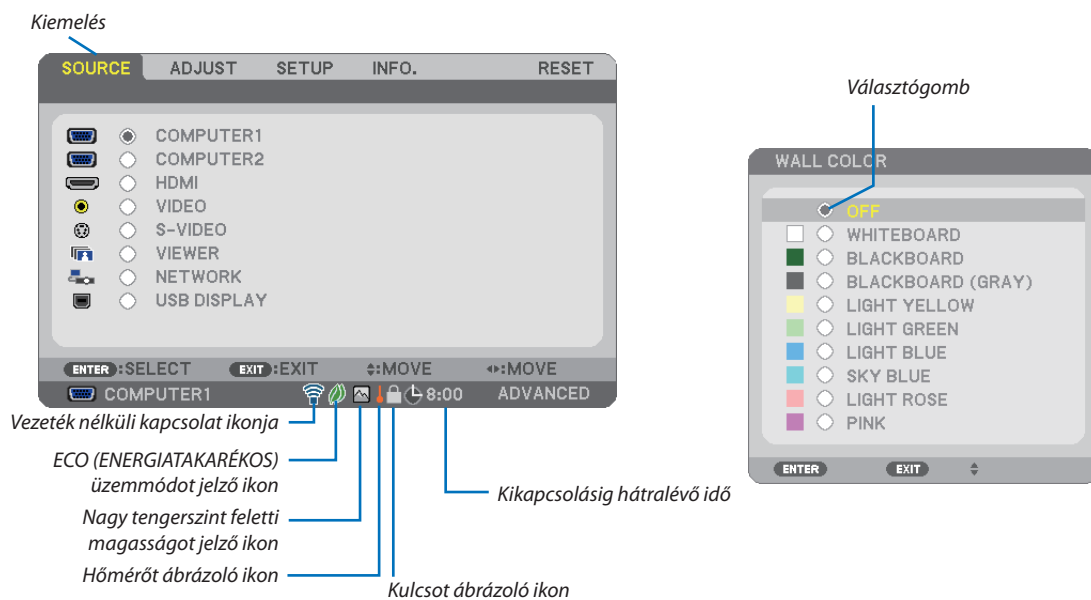 Kiemelés
SOURCE ADJUST SETUP INFO. RESET
COMPUTER1
COMPUTER2
HDMI
VIDEO
S-VIDEO
VIEWER
NETWORK
USB DISPLAY
ENTER :SELECT EXIT :EXIT :MOVE :MOVE
COMPUTER1 8:00 ADVANCED
Vezeték nélküli kapcsolat ikonja
ECO (ENERGIATAKARÉKOS)
üzemmódot jelző ikon
Nagy tengerszint feletti
magasságot jelző ikon
Hőmérőt ábrázoló ikon
Kulcsot ábrázoló ikon
Kikapcsolásig hátralévő idő
Választógomb
WALL COLOR
OFF
WHITEBOARD
BLACKBOARD
BLACKBOARD (GRAY)
LIGHT YELLOW
LIGHT GREEN
LIGHT BLUE
SKY BLUE
LIGHT ROSE
PINK
ENTER EXIT